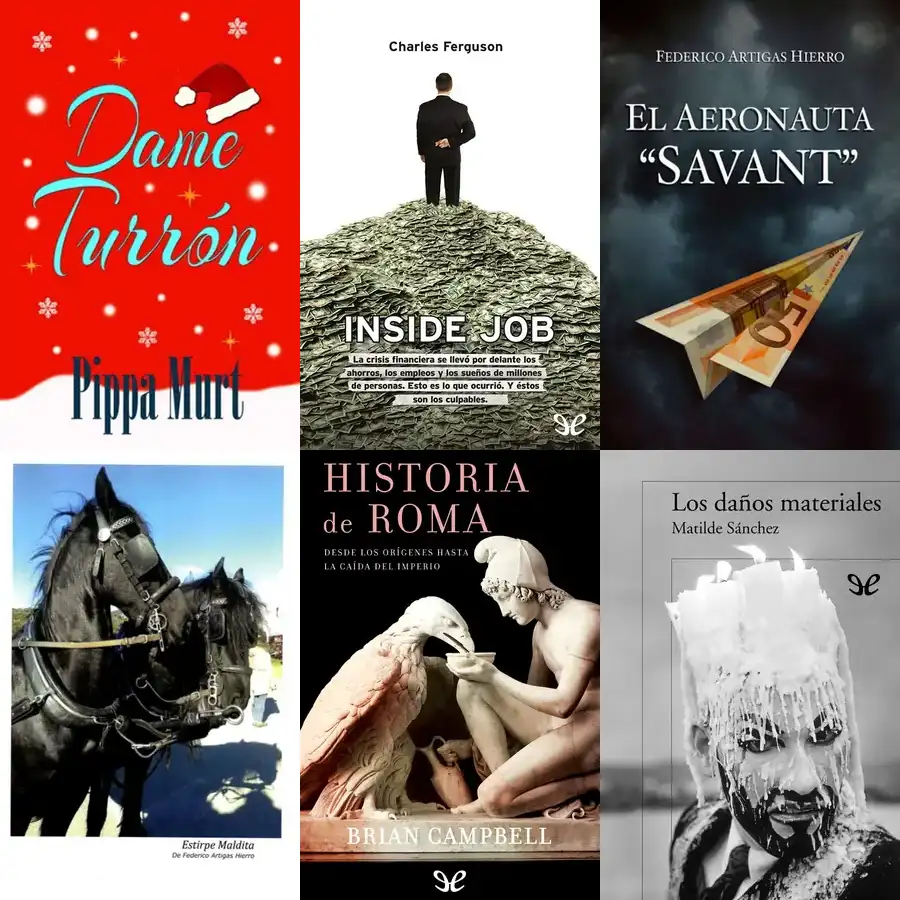 Dame
Turrón
Pippa Murt
Charles Ferguson
INSIDE JOB
La crisis financiera se llevó por delante los
ahorros, los empleos y los sueños de millones
de personas. Esto es lo que ocurrió. Y éstos
son los culpables.
FEDERICO ARTIGAS HIERRO
EL AERONAUTA
“SAVANT”
50
Estirpe Maldita
De Federico Artigas Hierro
HISTORIA
de ROMA
DESDE LOS ORÍGENES HASTA
LA CAÍDA DEL IMPERIO
BRIAN CAMPBELL
Los daños materiales
Matilde Sánchez